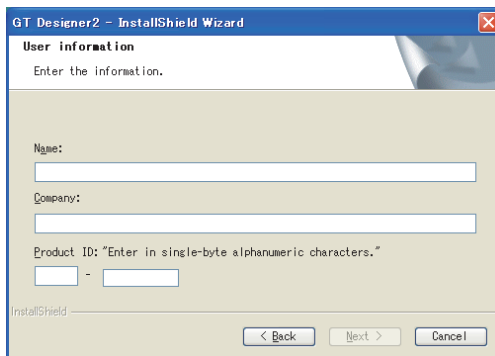 GT Designer2 - InstallShield Wizard
User information
Enter the information.
Name:
Company:
Product ID: "Enter in single-byte alphanumeric characters."
-
InstallShield
< Back Next > Cancel